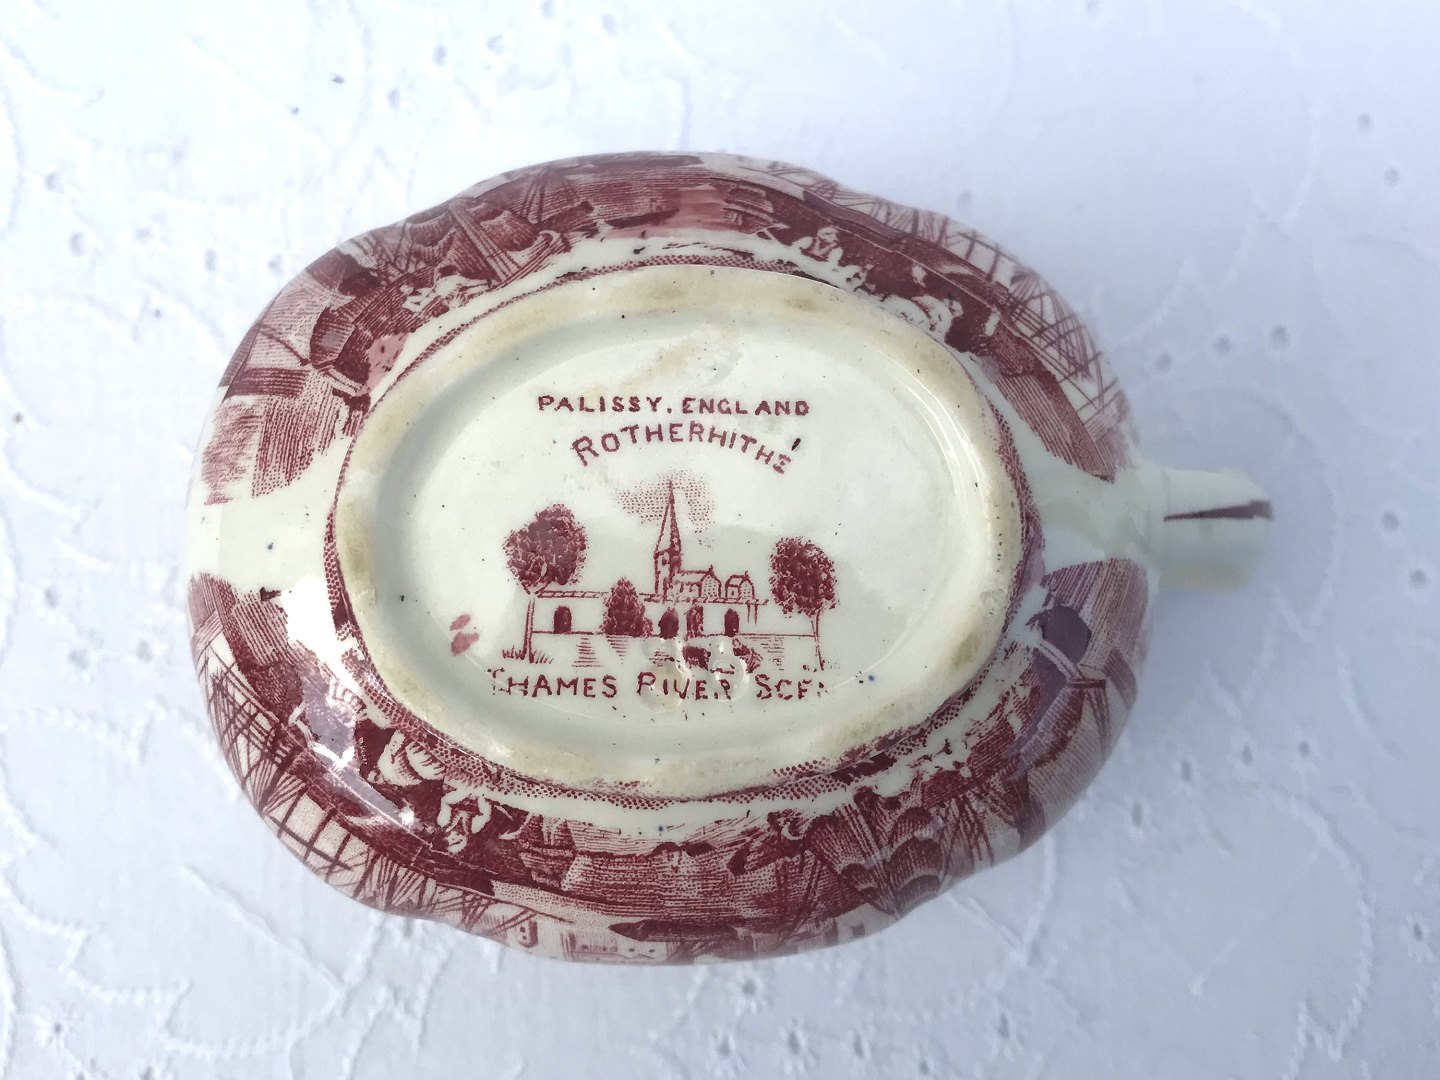 PALISSY, ENGLAND
ROTHERHITHE
THAMES RIVER SCEN